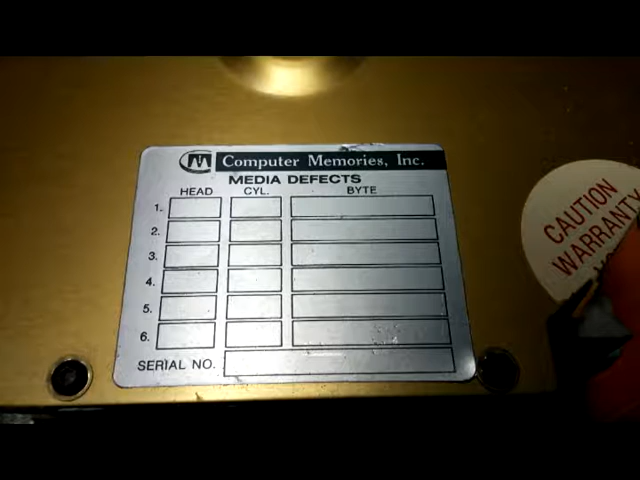 Computer Memories, Inc.
MEDIA DEFECTS
HEAD CYL. BYTE
1.
2.
3.
4.
5.
6.
SERIAL NO.
CAUTION
WARRANTY